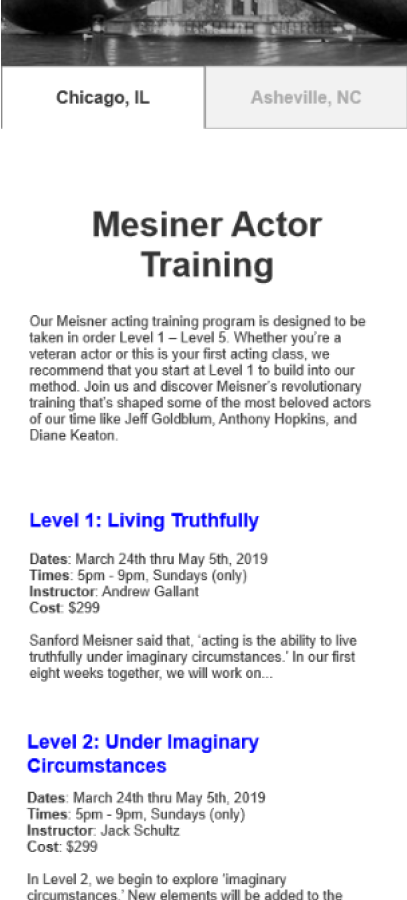 Chicago, IL
Asheville, NC
Mesiner Actor
Training
Our Meisner acting training program is designed to be
taken in order Level 1 – Level 5. Whether you're a
veteran actor or this is your first acting class, we
recommend that you start at Level 1 to build into our
method. Join us and discover Meisner's revolutionary
training that's shaped some of the most beloved actors
of our time like Jeff Goldblum, Anthony Hopkins, and
Diane Keaton.
Level 1: Living Truthfully
Dates: March 24th thru May 5th, 2019
Times: 5pm - 9pm, Sundays (only)
Instructor: Andrew Gallant
Cost: $299
Sanford Meisner said that, 'acting is the ability to live
truthfully under imaginary circumstances.' In our first
eight weeks together, we will work on...
Level 2: Under Imaginary
Circumstances
Dates: March 24th thru May 5th, 2019
Times: 5pm - 9pm, Sundays (only)
Instructor: Jack Schultz
Cost: $299
In Level 2, we begin to explore 'imaginary
circumstances.' New elements will be added to the